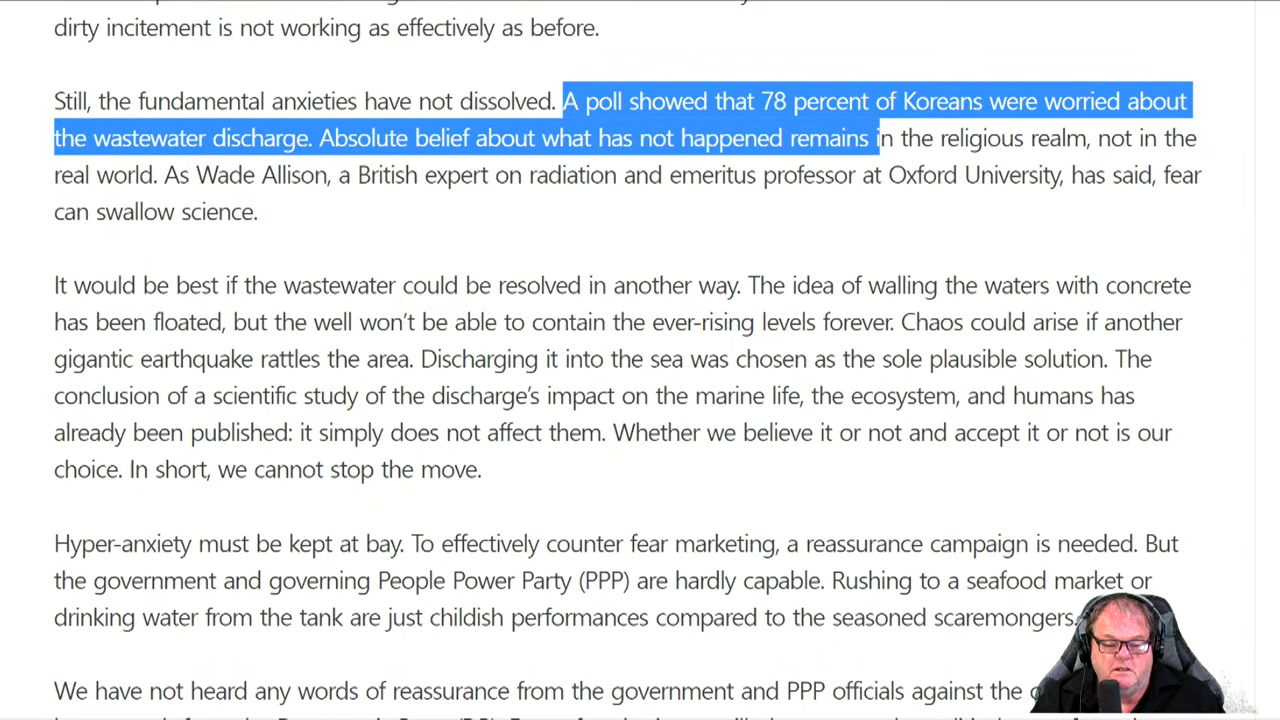 dirty incitement is not working as effectively as before.
Still, the fundamental anxieties have not dissolved. A poll showed that 78 percent of Koreans were worried about
the wastewater discharge. Absolute belief about what has not happened remains in the religious realm, not in the
real world. As Wade Allison, a British expert on radiation and emeritus professor at Oxford University, has said, fear
can swallow science.
It would be best if the wastewater could be resolved in another way. The idea of walling the waters with concrete
has been floated, but the well won’t be able to contain the ever-rising levels forever. Chaos could arise if another
gigantic earthquake rattles the area. Discharging it into the sea was chosen as the sole plausible solution. The
conclusion of a scientific study of the discharge’s impact on the marine life, the ecosystem, and humans has
already been published: it simply does not affect them. Whether we believe it or not and accept it or not is our
choice. In short, we cannot stop the move.
Hyper-anxiety must be kept at bay. To effectively counter fear marketing, a reassurance campaign is needed. But
the government and governing People Power Party (PPP) are hardly capable. Rushing to a seafood market or
drinking water from the tank are just childish performances compared to the seasoned scaremongers.
We have not heard any words of reassurance from the government and PPP officials against the